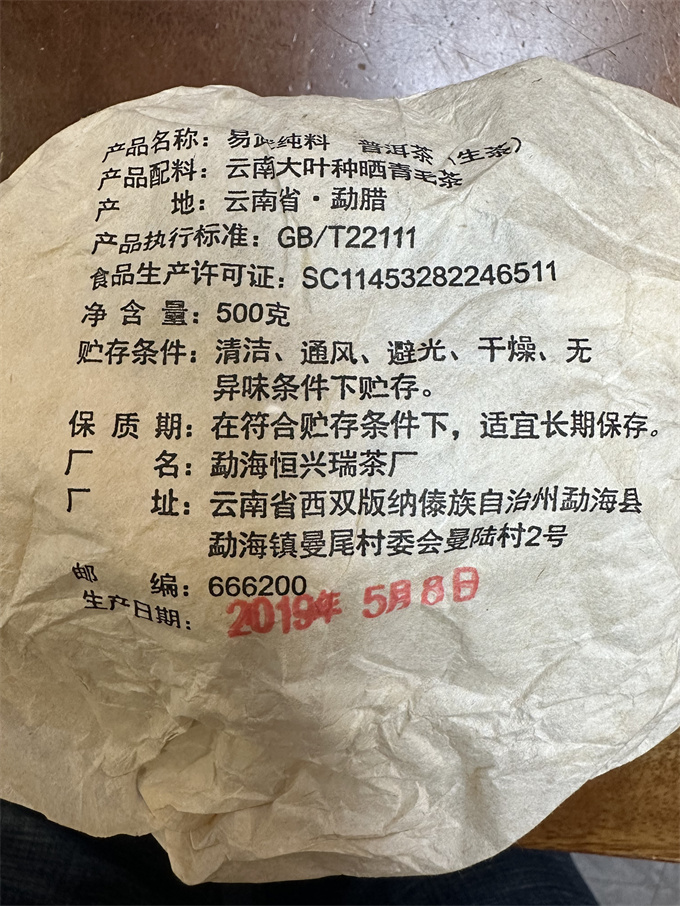 产品名称：易武纯料 普洱茶（生茶）
产品配料：云南大叶种晒青毛茶
产 地：云南省·勐腊
产品执行标准：GB/T22111
食品生产许可证：SC11453282246511
净 含 量：500克
贮存条件：清洁、通风、避光、干燥、无
异味条件下贮存。
保 质 期：在符合贮存条件下，适宜长期保存。
厂 名：勐海恒兴瑞茶厂
厂 址：云南省西双版纳傣族自治州勐海县
勐海镇曼尾村委会曼陆村2号
邮 编：666200
生产日期：2019年 5月8日